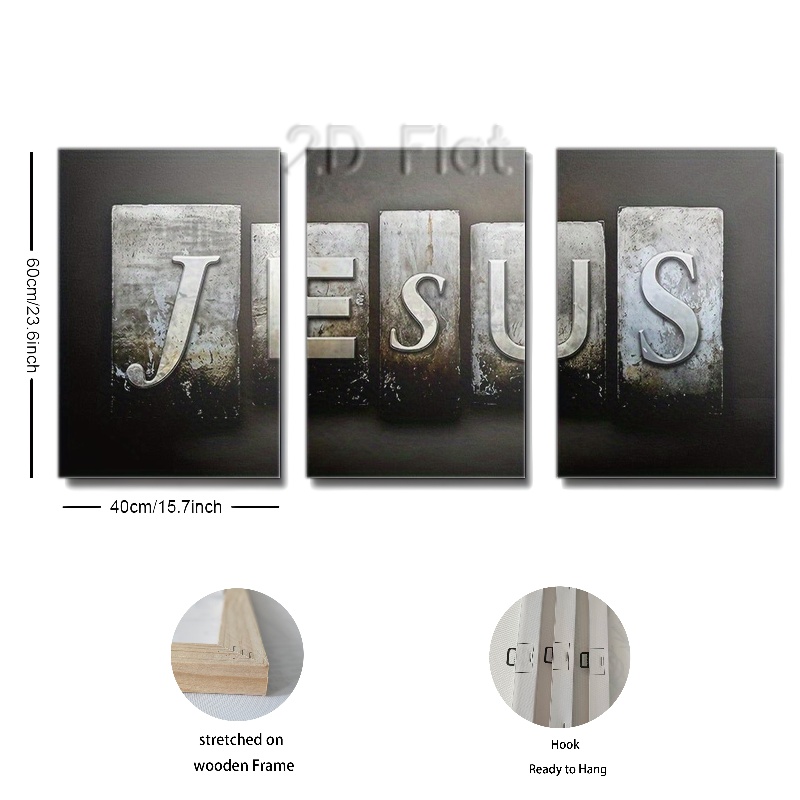 2D Flat
JESUS
60cm/23.6inch
40cm/15.7inch
stretched on
wooden Frame
Hook
Ready to Hang